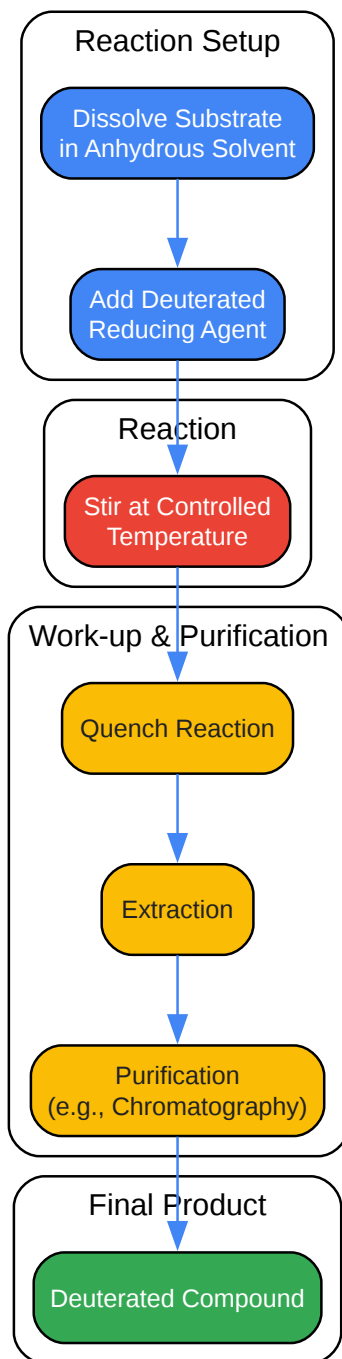 Reaction Setup
Dissolve Substrate
in Anhydrous Solvent
Add Deuterated
Reducing Agent
Reaction
Stir at Controlled
Temperature
Work-up & Purification
Quench Reaction
Extraction
Purification
(e.g., Chromatography)
Final Product
Deuterated Compound